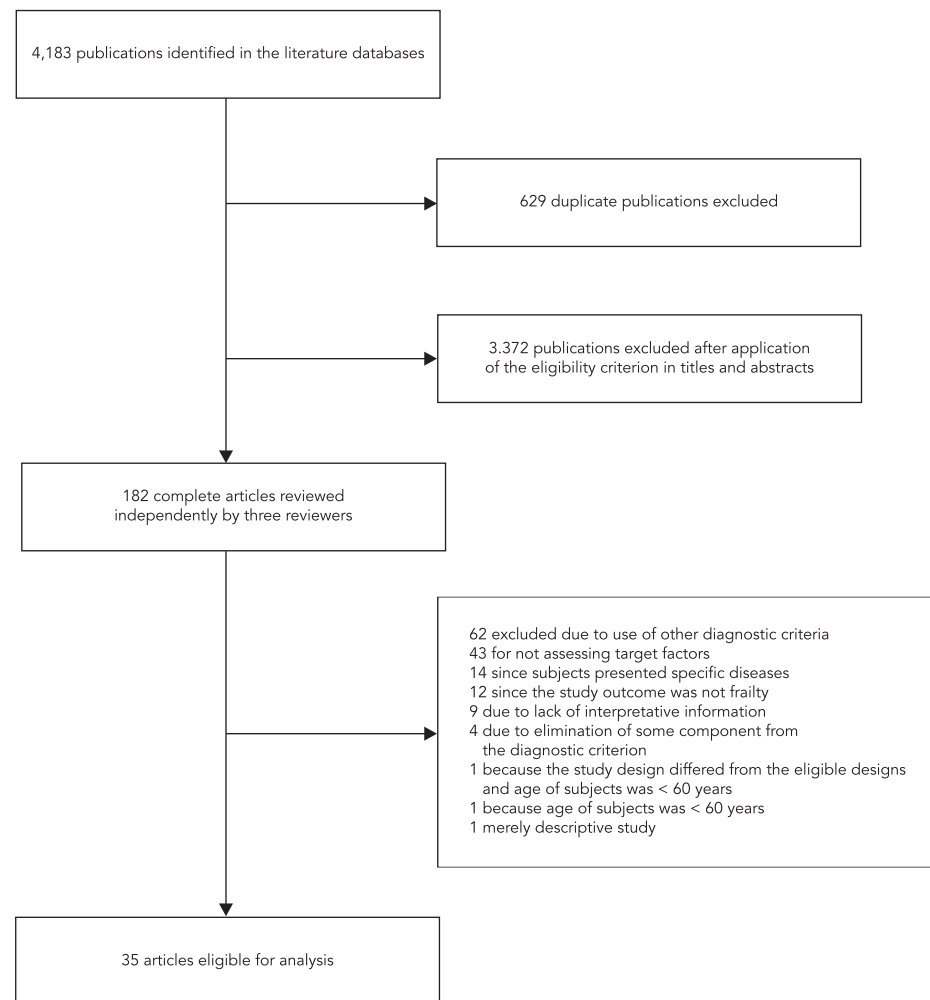 4,183 publications identified in the literature databases
629 duplicate publications excluded
3.372 publications excluded after application
of the eligibility criterion in titles and abstracts
182 complete articles reviewed
independently by three reviewers
62 excluded due to use of other diagnostic criteria
43 for not assessing target factors
14 since subjects presented specific diseases
12 since the study outcome was not frailty
9 due to lack of interpretative information
4 due to elimination of some component from
the diagnostic criterion
1 because the study design differed from the eligible designs
and age of subjects was < 60 years
1 because age of subjects was < 60 years
1 merely descriptive study
35 articles eligible for analysis